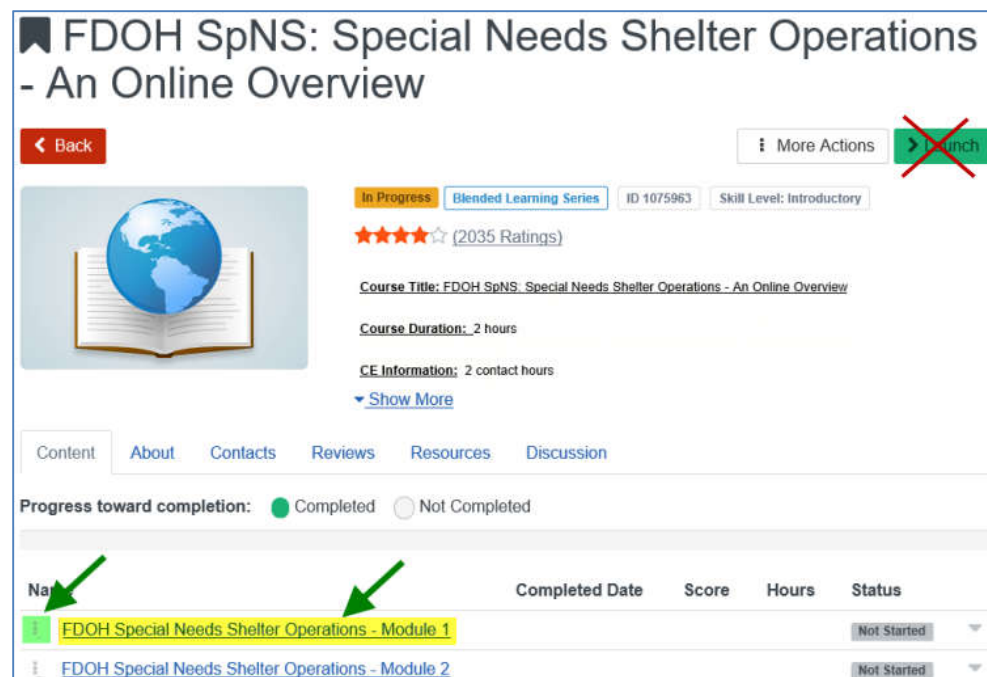 FDOH SpNS: Special Needs Shelter Operations
- An Online Overview
Back
More Actions
Launch
In Progress Blended Learning Series ID 1075963 Skill Level: Introductory
(2035 Ratings)
Course Title: FDOH SpNS: Special Needs Shelter Operations - An Online Overview
Course Duration: 2 hours
CE Information: 2 contact hours
Show More
Content About Contacts Reviews Resources Discussion
Progress toward completion: Completed Not Completed
Name Completed Date Score Hours Status
FDOH Special Needs Shelter Operations - Module 1 Not Started
FDOH Special Needs Shelter Operations - Module 2 Not Started